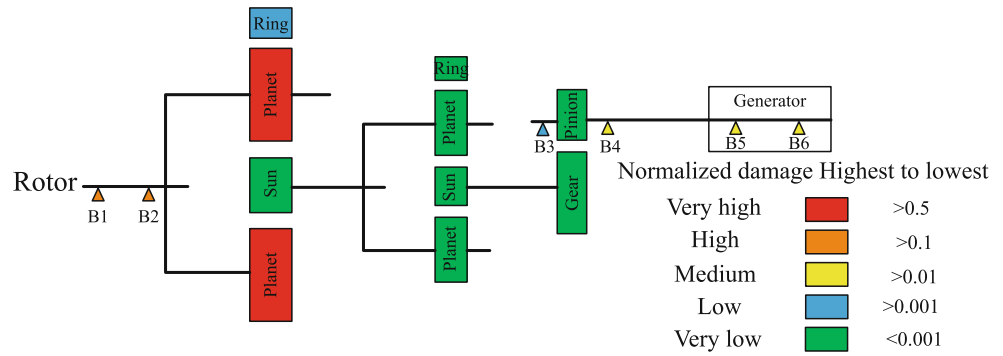 Ring
Planet
Sun
Planet
Rotor
B1
B2
Ring
Planet
Sun
Planet
Pinion
Gear
B3
B4
Generator
B5
B6
Normalized damage Highest to lowest
Very high >0.5
High >0.1
Medium >0.01
Low >0.001
Very low <0.001